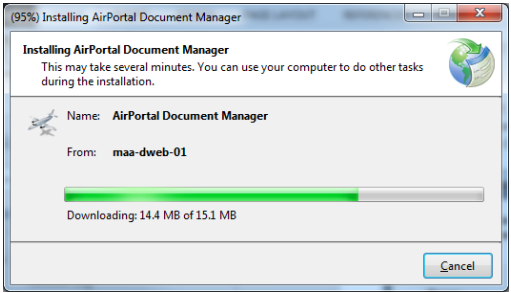 (95%) Installing AirPortal Document Manager
Installing AirPortal Document Manager
This may take several minutes. You can use your computer to do other tasks
during the installation.
Name: AirPortal Document Manager
From: maa-dweb-01
Downloading: 14.4 MB of 15.1 MB
Cancel